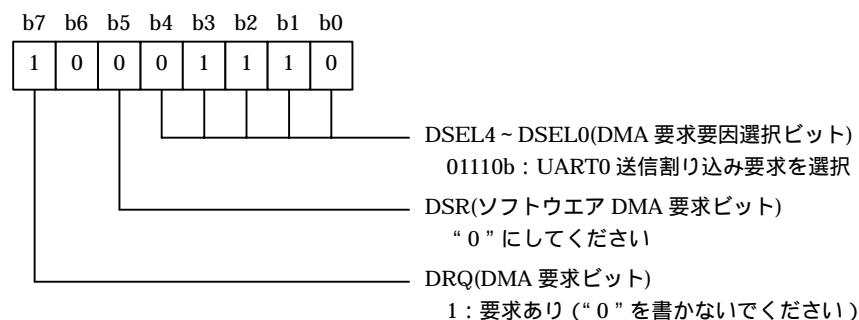 b7 b6 b5 b4 b3 b2 b1 b0
1 0 0 0 1 1 1 0
DSEL4~DSEL0(DMA 要求要因選択ビット)
01110b:UART0 送信割り込み要求を選択
DSR(ソフトウエア DMA 要求ビット)
“0”にしてください
DRQ(DMA 要求ビット)
1:要求あり(“0”を書かないでください)